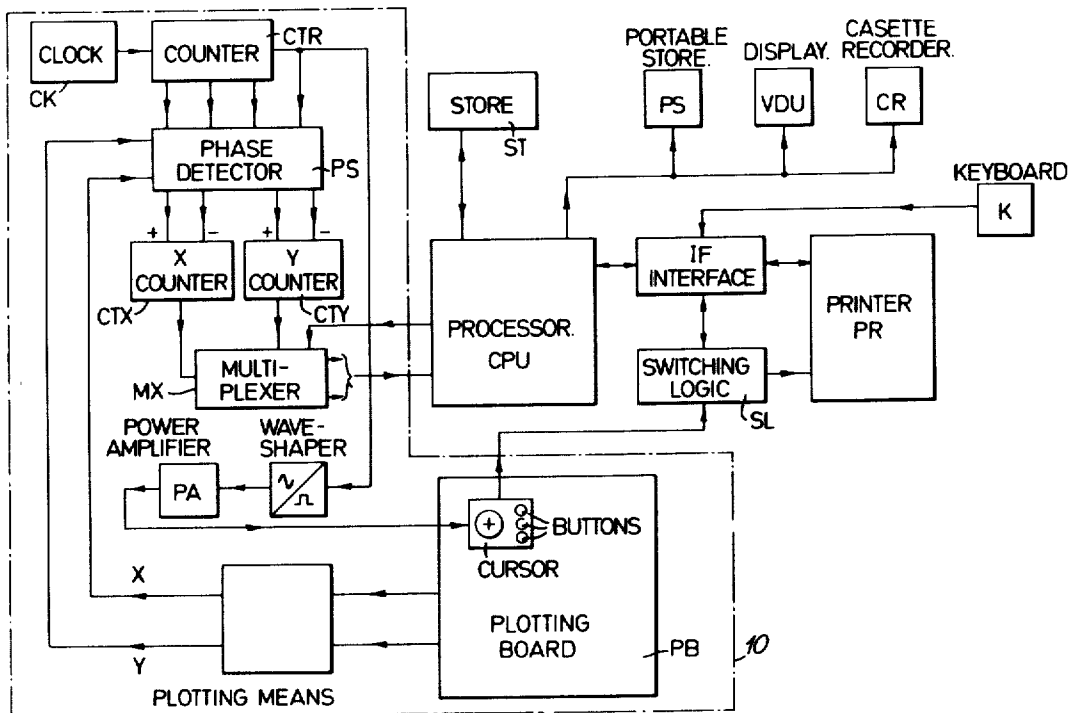 CLOCK
CK
COUNTER
CTR
PHASE
DETECTOR
PS
+
-
+
-
X
COUNTER
CTX
Y
COUNTER
CTY
MULTI-
PLEXER
MX
POWER
AMPLIFIER
PA
WAVE-
SHAPER
STORE
ST
PORTABLE
STORE.
PS
DISPLAY.
VDU
CASETTE
RECORDER.
CR
KEYBOARD
K
PROCESSOR.
CPU
IF
INTERFACE
PRINTER
PR
SWITCHING
LOGIC
SL
+
BUTTONS
CURSOR
PLOTTING
BOARD
PB
10
X
Y
PLOTTING MEANS